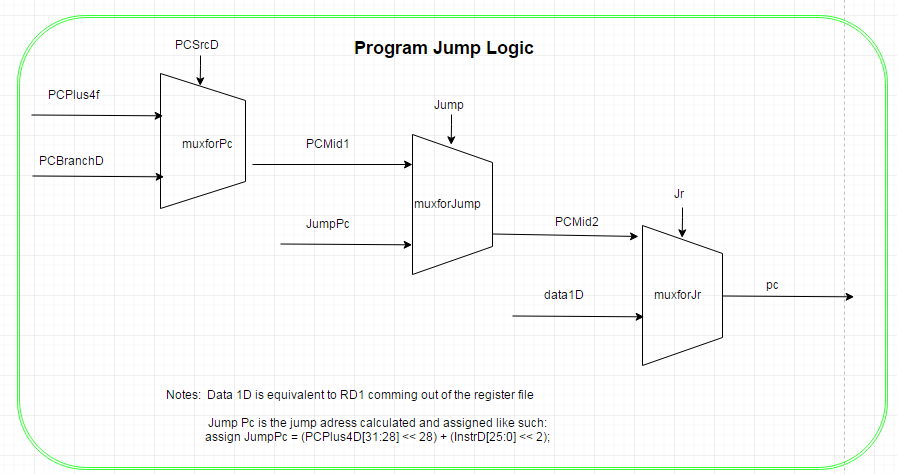 Program Jump Logic
PCSrcD
PCPlus4f
muxforPc
PCBranchD
Jump
PCMid1
muxforJump
JumpPc
Jr
PCMid2
data1D
muxforJr
pc
Notes: Data 1D is equivalent to RD1 comming out of the register file
Jump Pc is the jump adress calculated and assigned like such:
assign JumpPc = (PCPlus4D[31:28] << 28) + (InstrD[25:0] << 2);